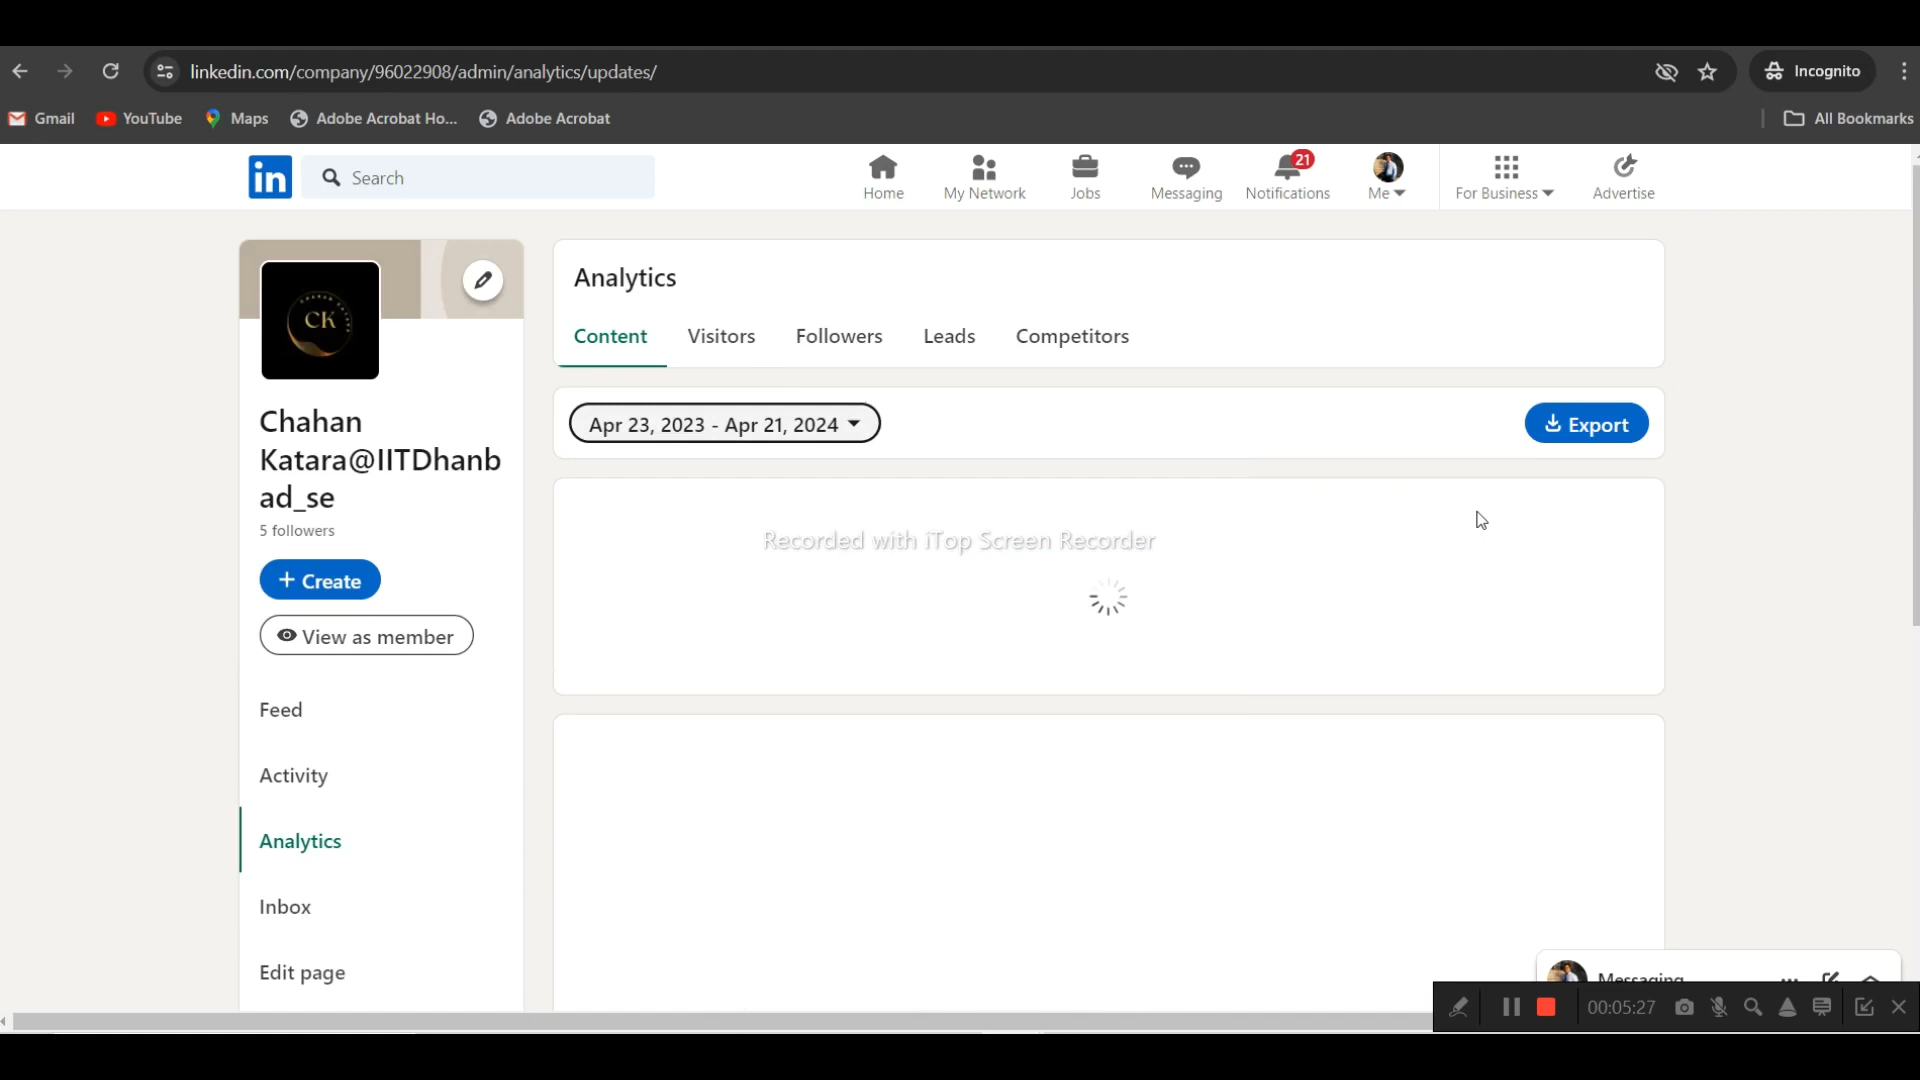 linkedin.com/company/96022908/admin/analytics/updates/
Incognito
Gmail YouTube Maps Adobe Acrobat Ho... Adobe Acrobat All Bookmarks
in Search
Home My Network Jobs Messaging 21 Notifications Me For Business Advertise
Analytics
Content Visitors Followers Leads Competitors
CK
Apr 23, 2023 - Apr 21, 2024
Export
Chahan
Katara@IITDhanb
ad_se
5 followers
Recorded with iTop Screen Recorder
+ Create
View as member
Feed
Activity
Analytics
Inbox
Edit page
Messaging
00:05:27